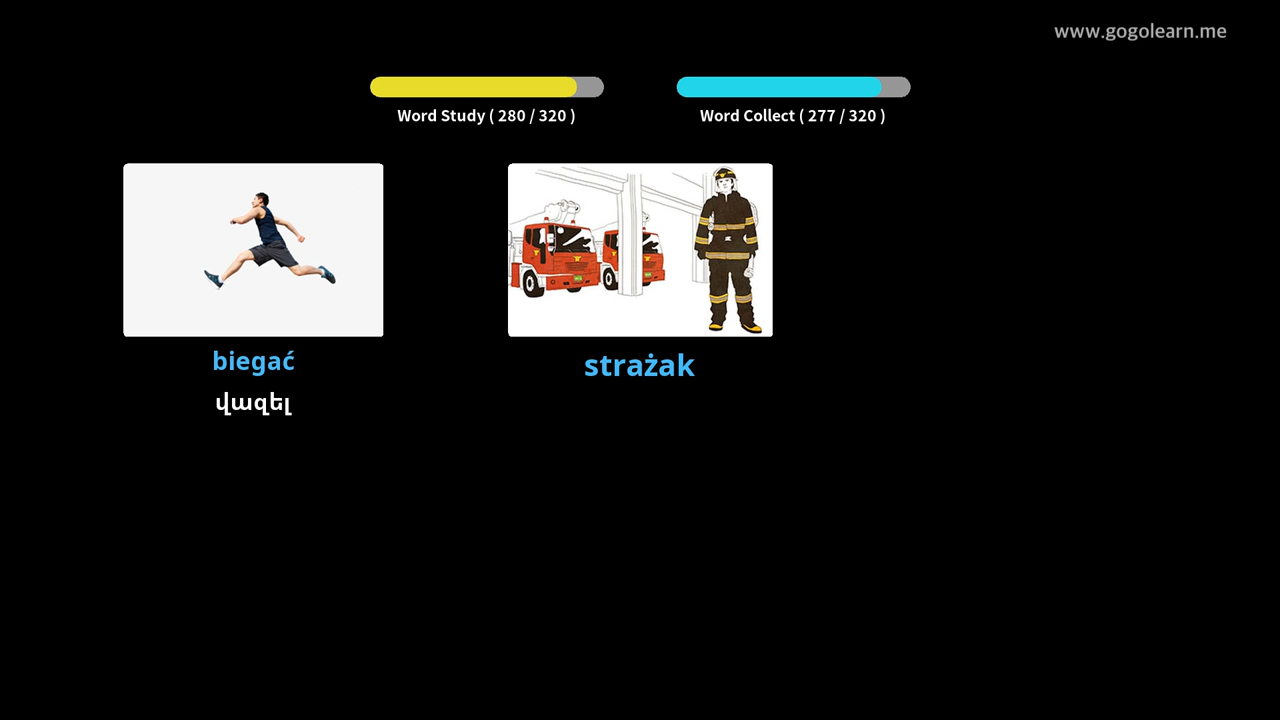 www.gogolearn.me
Word Study ( 280 / 320 )
Word Collect ( 277 / 320 )
biegać
վազել
strażak